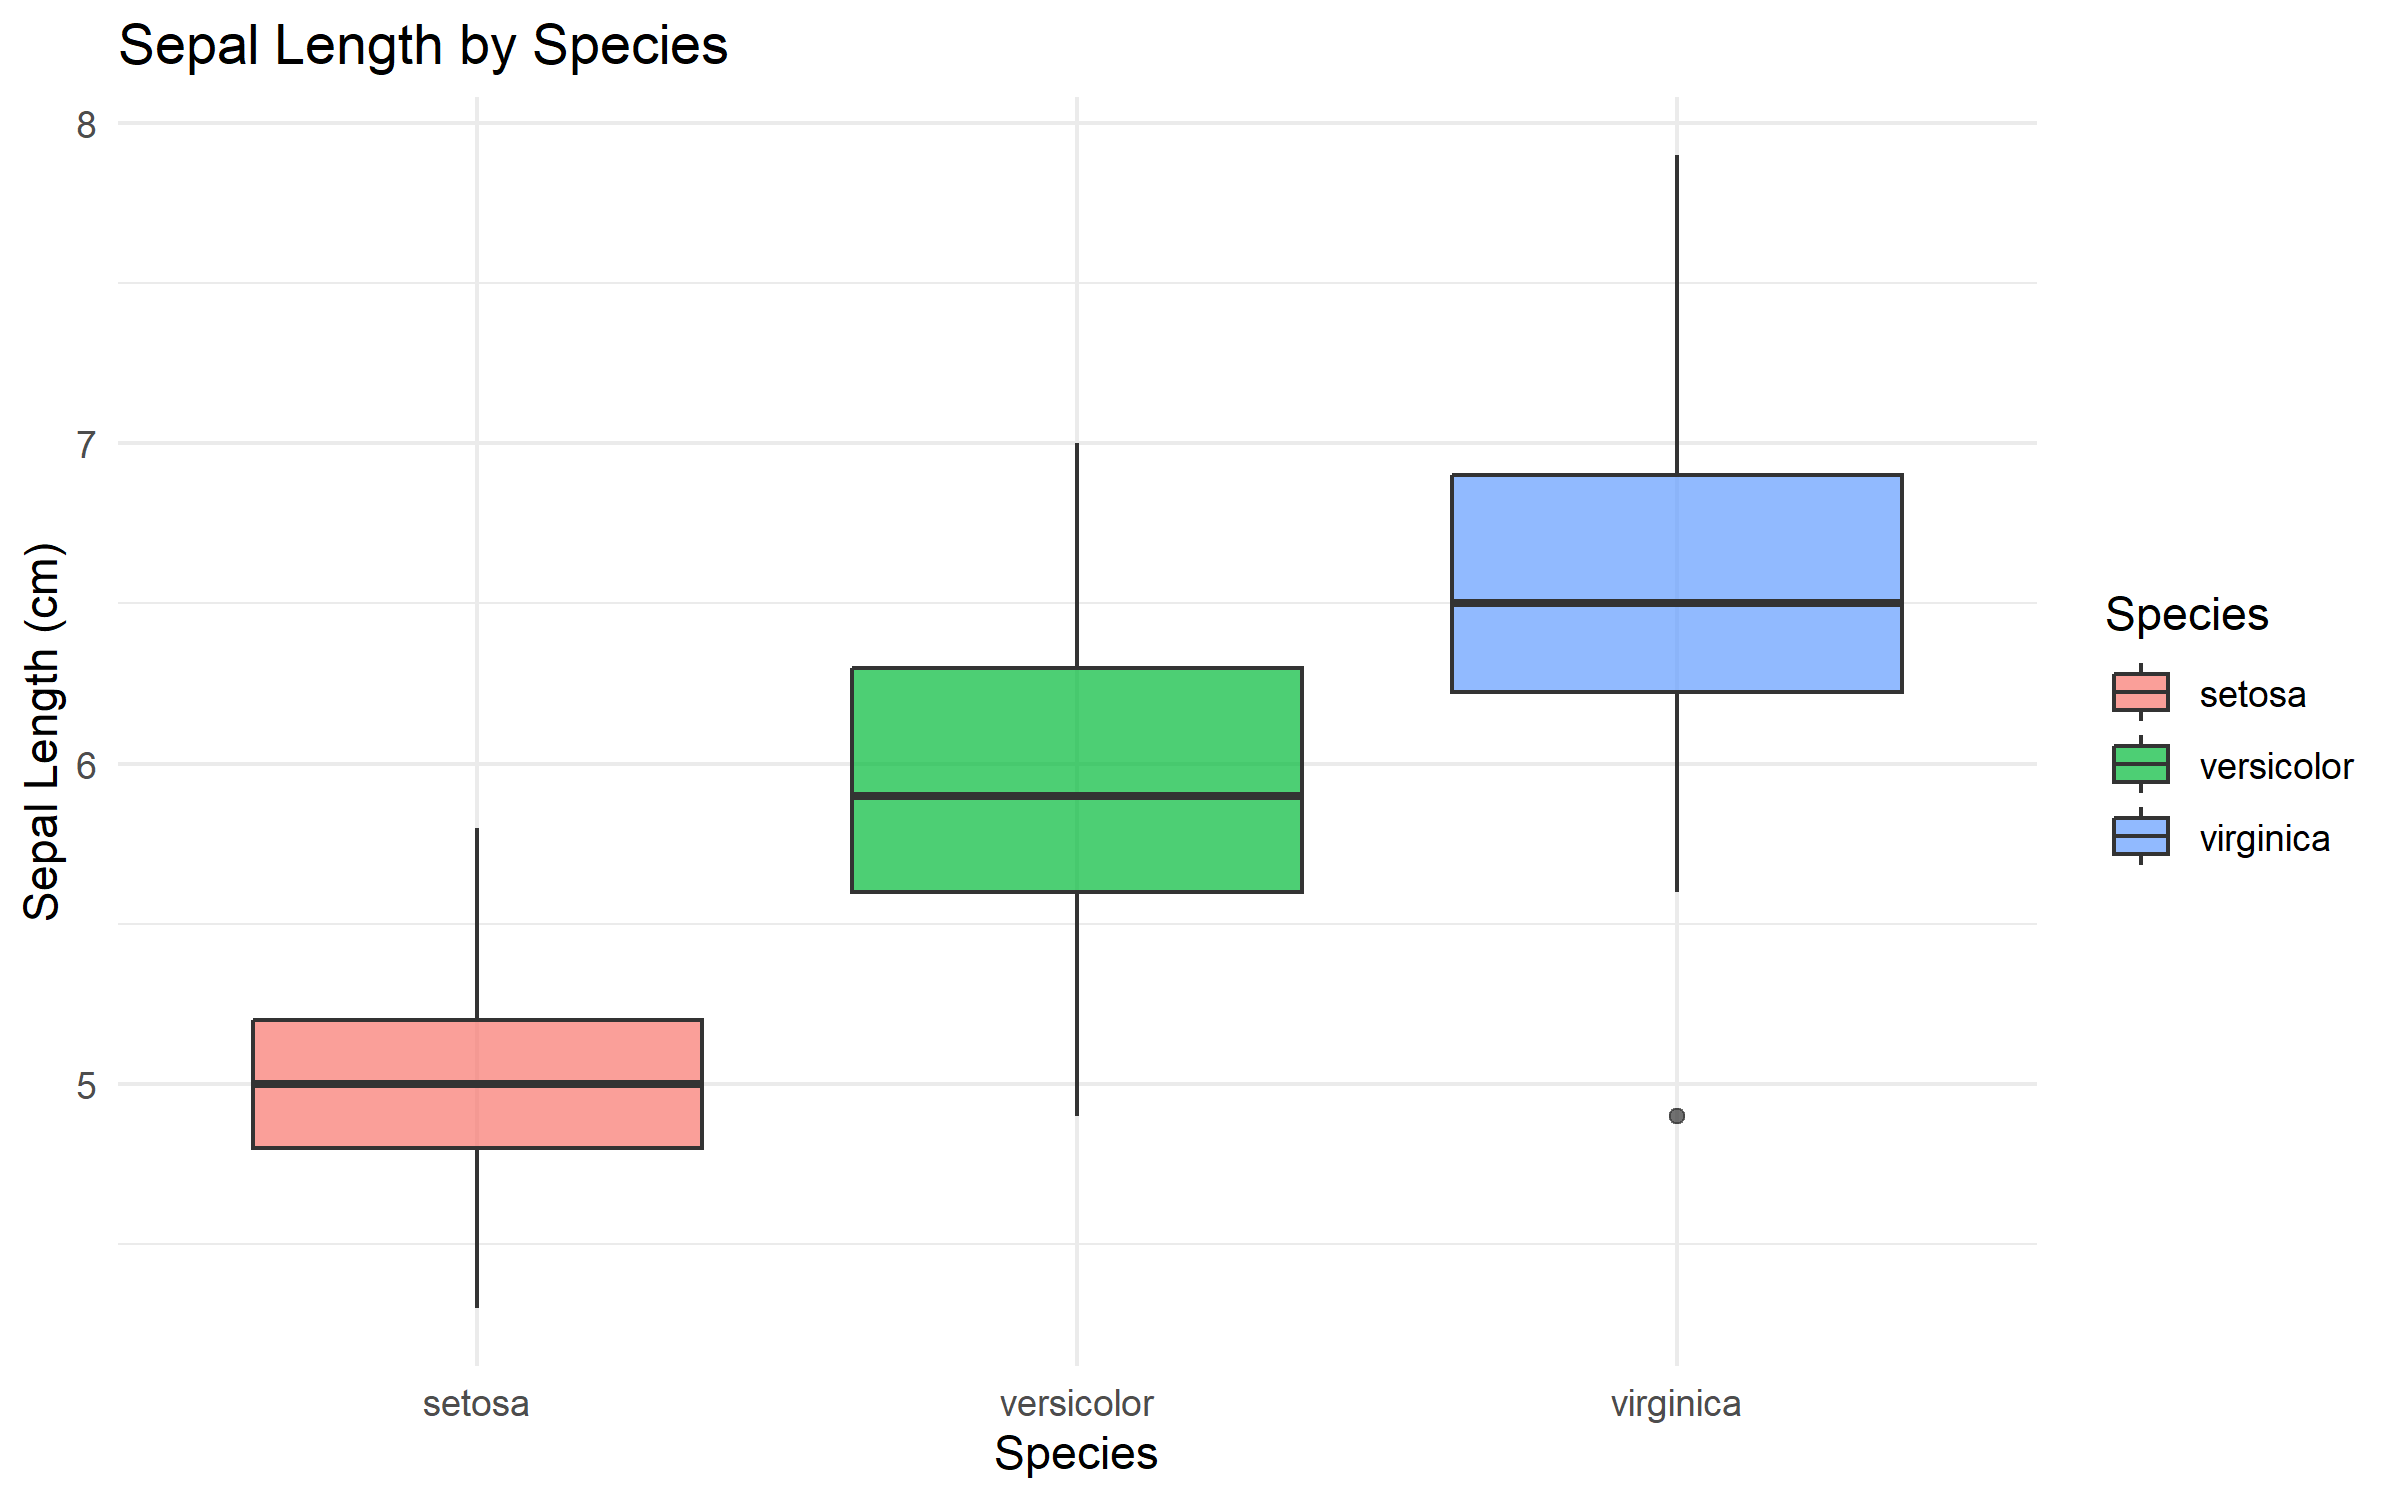 Sepal Length by Species
Sepal Length (cm)
8
7
6
5
setosa
versicolor
virginica
Species
Species
setosa
versicolor
virginica